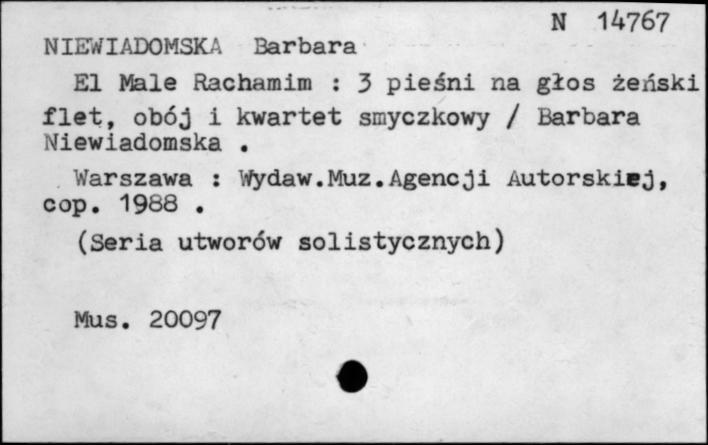 N 14767
NIEWIADOMSKA Barbara
El Male Rachamim : 3 pieśni na głos żeński
flet, obój i kwartet smyczkowy / Barbara
Niewiadomska .
Warszawa : Wydaw.Muz.Agencji Autorskiej,
cop. 1988 .
(Seria utworów solistycznych)
Mus. 20097